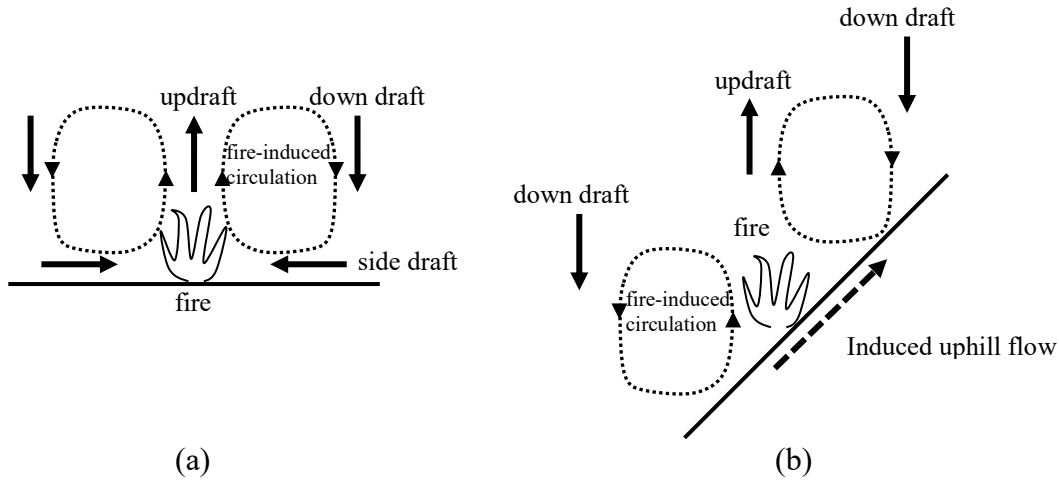 updraft
down draft
fire-induced
circulation
side draft
fire
(a)
down draft
updraft
down draft
fire
fire-induced
circulation
Induced uphill flow
(b)